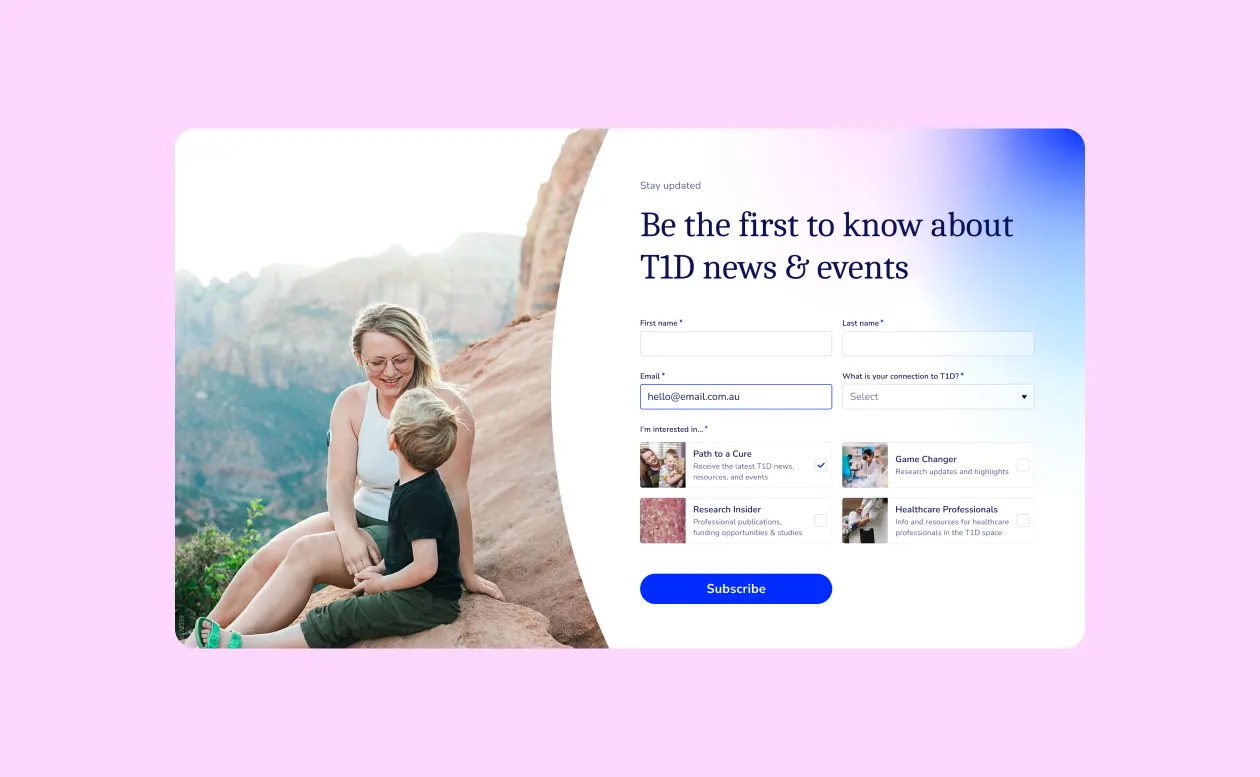 Stay updated
Be the first to know about
T1D news & events
First name *
Last name *
Email *
What is your connection to T1D? *
hello@email.com.au
Select
I'm interested in... *
Path to a Cure
Receive the latest T1D news,
resources, and events
Game Changer
Research updates and highlights
Research Insider
Professional publications,
funding opportunities & studies
Healthcare Professionals
Info and resources for healthcare
professionals in the T1D space
Subscribe